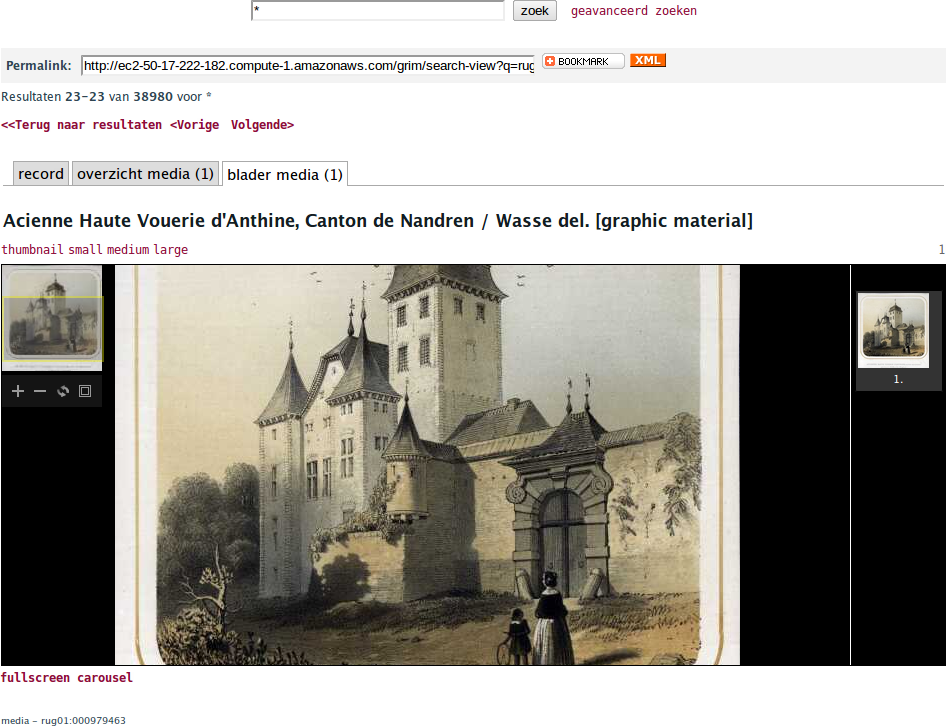 *
zoek
geavanceerd zoeken
Permalink: http://ec2-50-17-222-182.compute-1.amazonaws.com/grim/search-view?q=rug
BOOKMARK
XML
Resultaten 23-23 van 38980 voor *
<<Terug naar resultaten <Vorige Volgende>
record
overzicht media (1)
blader media (1)
Acienne Haute Vouerie d'Anthine, Canton de Nandren / Wasse del. [graphic material]
thumbnail small medium large
1
1.
fullscreen carousel
media - rug01:000979463